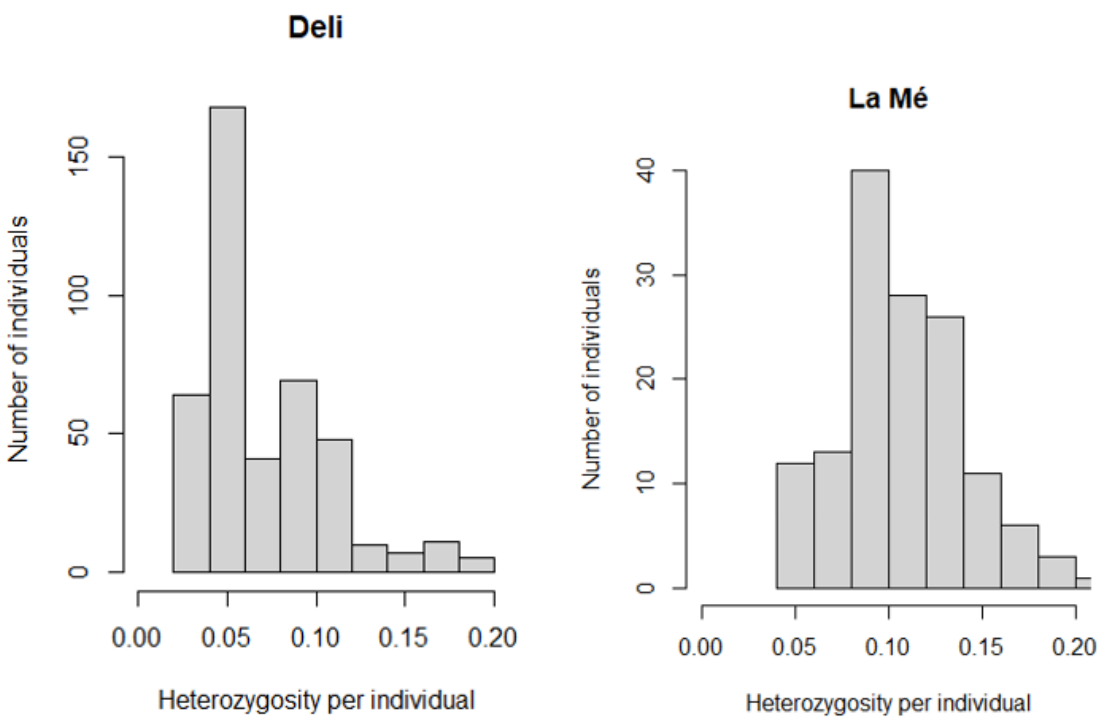 Deli
Number of individuals
150
100
50
0
0.00 0.05 0.10 0.15 0.20
Heterozygosity per individual
La Mé
Number of individuals
40
30
20
10
0
0.00 0.05 0.10 0.15 0.20
Heterozygosity per individual